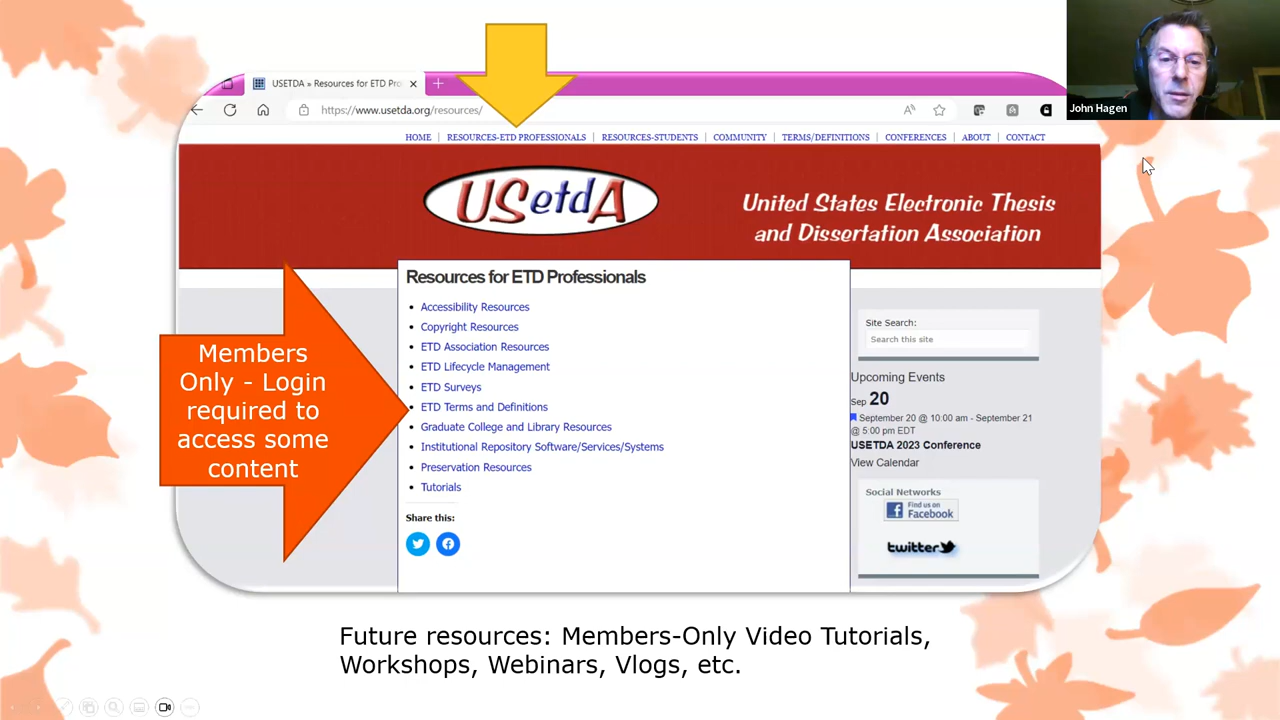 USETDA » Resources for ETD Pro
https://www.usetda.org/resources/
John Hagen
HOME | RESOURCES-ETD PROFESSIONALS | RESOURCES-STUDENTS | COMMUNITY | TERMS/DEFINITIONS | CONFERENCES | ABOUT | CONTACT
USetdA
United States Electronic Thesis
and Dissertation Association
Resources for ETD Professionals
Accessibility Resources
Copyright Resources
ETD Association Resources
ETD Lifecycle Management
ETD Surveys
ETD Terms and Definitions
Graduate College and Library Resources
Institutional Repository Software/Services/Systems
Preservation Resources
Tutorials
Share this:
Members
Only - Login
required to
access some
content
Site Search:
Search this site
Upcoming Events
Sep 20
September 20 @ 10:00 am - September 21
@ 5:00 pm EDT
USETDA 2023 Conference
View Calendar
Social Networks
Find us on
Facebook
twitter
Future resources: Members-Only Video Tutorials,
Workshops, Webinars, Vlogs, etc.